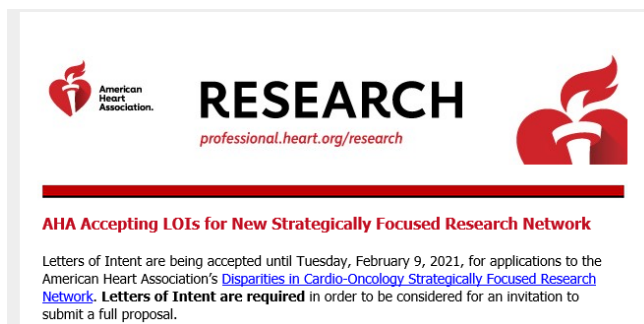 American
Heart
Association.
RESEARCH
professional.heart.org/research
AHA Accepting LOIs for New Strategically Focused Research Network
Letters of Intent are being accepted until Tuesday, February 9, 2021, for applications to the
American Heart Association's Disparities in Cardio-Oncology Strategically Focused Research
Network. Letters of Intent are required in order to be considered for an invitation to
submit a full proposal.